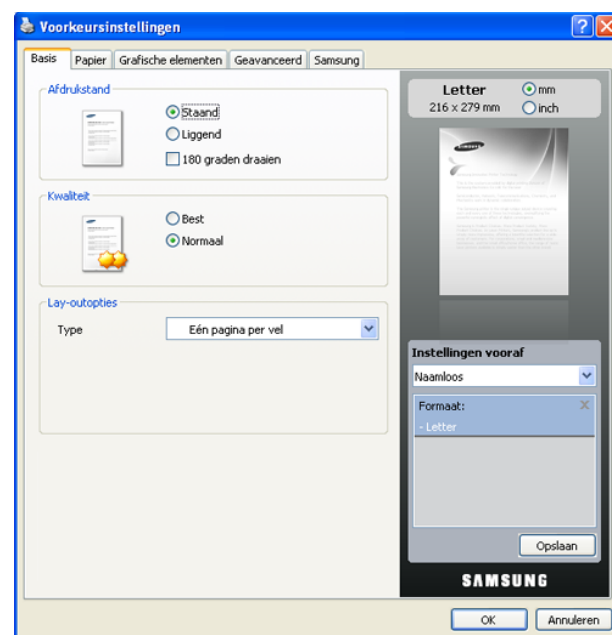 Voorkeursinstellingen
Basis Papier Grafische elementen Geavanceerd Samsung
Afdrukstand
Staand
Liggend
180 graden draaien
Kwaliteit
Best
Normaal
Lay-outopties
Type Eén pagina per vel
Letter
216 x 279 mm
mm
inch
SAMSUNG
Instellingen vooraf
Naamloos
Formaat:
- Letter
Opslaan
SAMSUNG
OK Annuleren